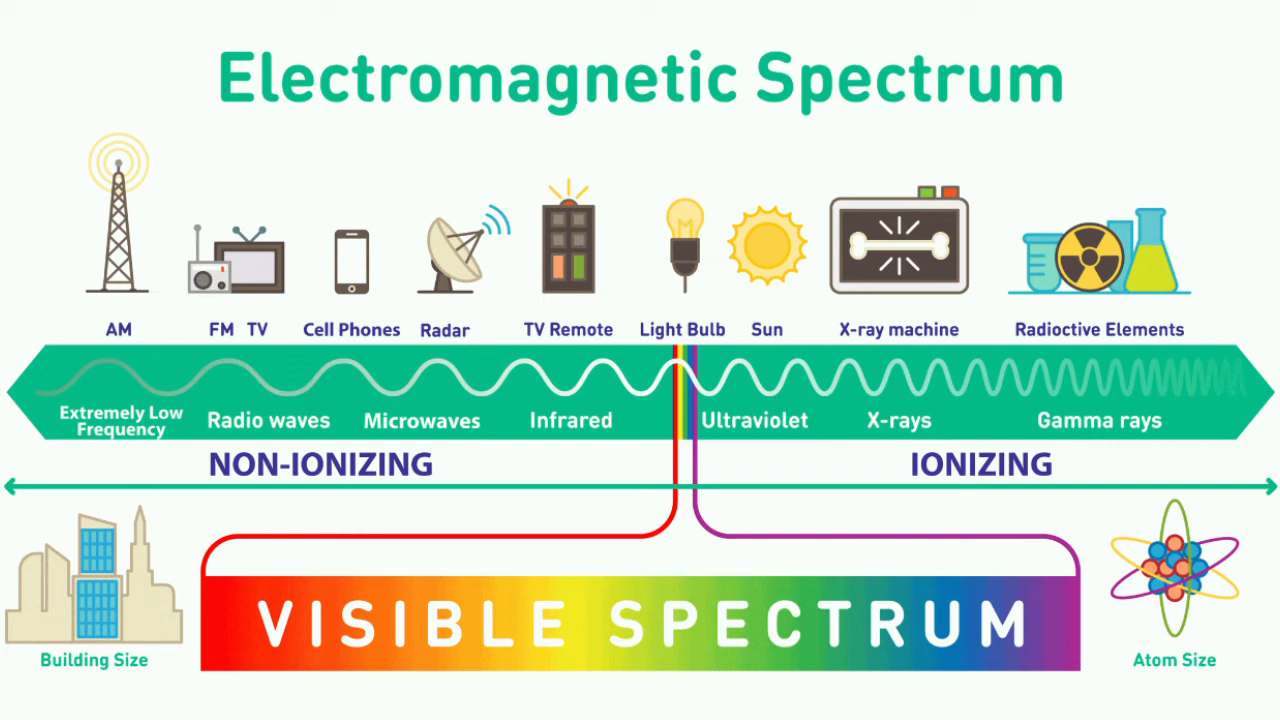 Electromagnetic Spectrum
AM FM TV Cell Phones Radar TV Remote Light Bulb Sun X-ray machine Radioctive Elements
Extremely Low
Frequency
Radio waves Microwaves Infrared Ultraviolet X-rays Gamma rays
NON-IONIZING IONIZING
VISIBLE SPECTRUM
Building Size Atom Size